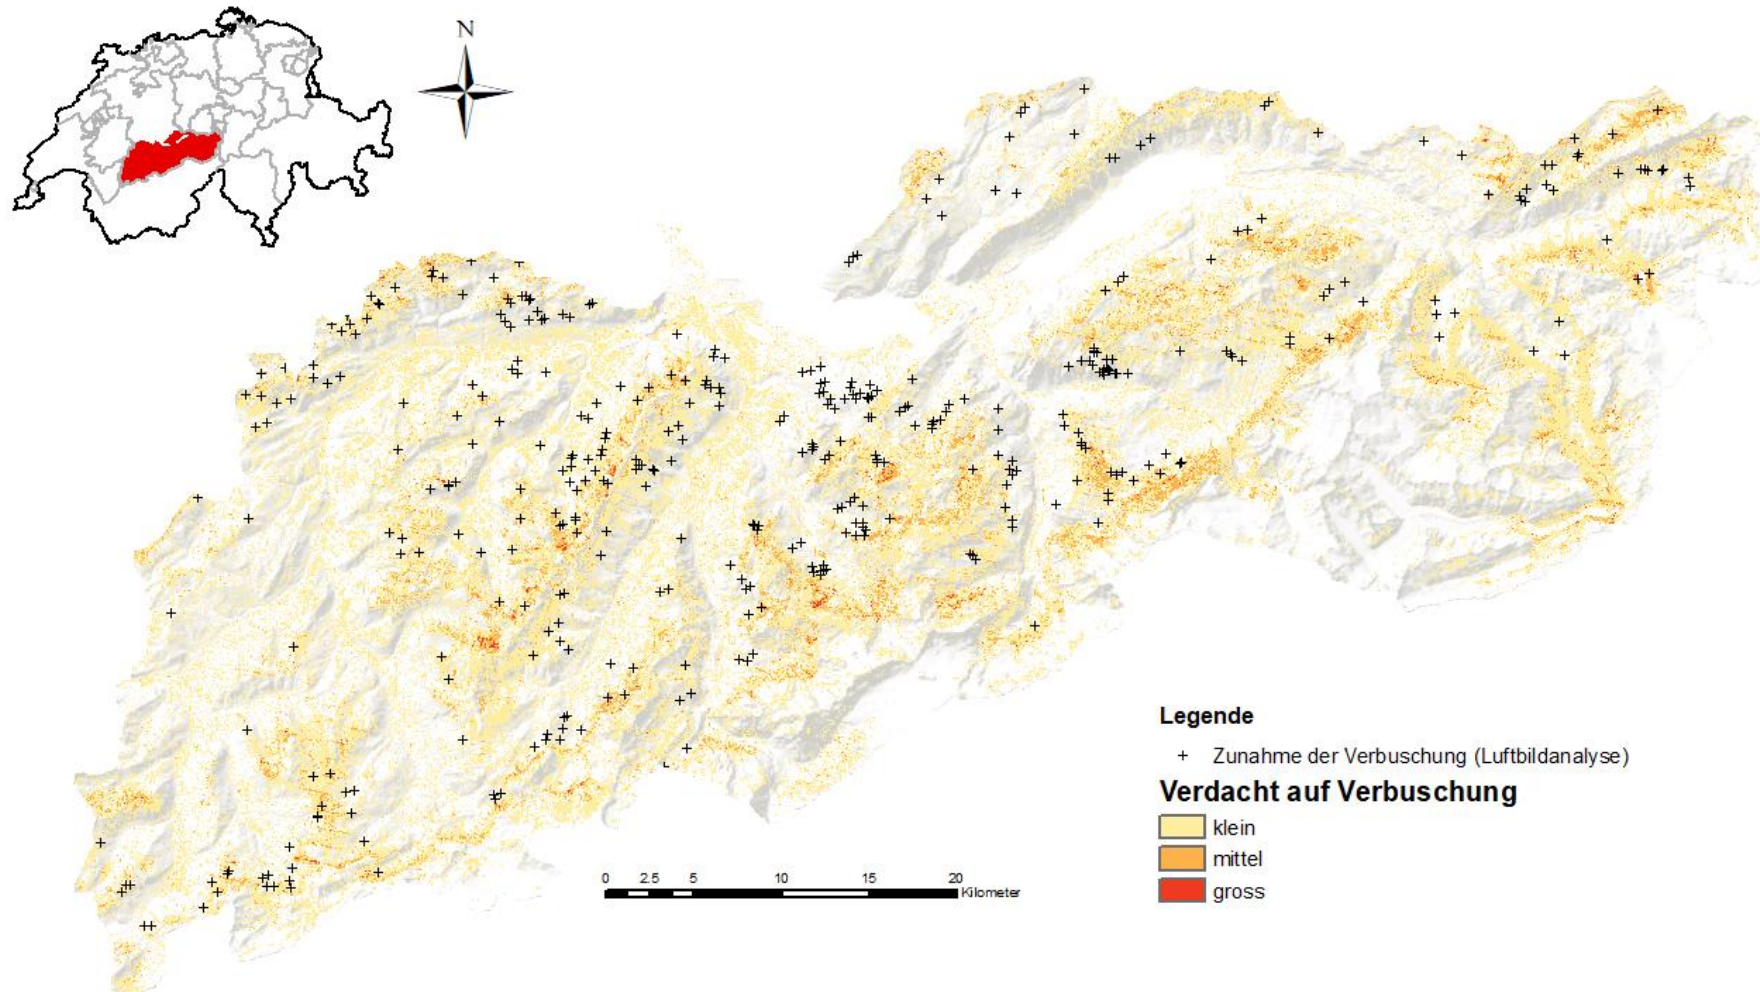 N
Legende
Zunahme der Verbuschung (Luftbildanalyse)
Verdacht auf Verbuschung
klein
mittel
gross
0 2.5 5 10 15 20
Kilometer